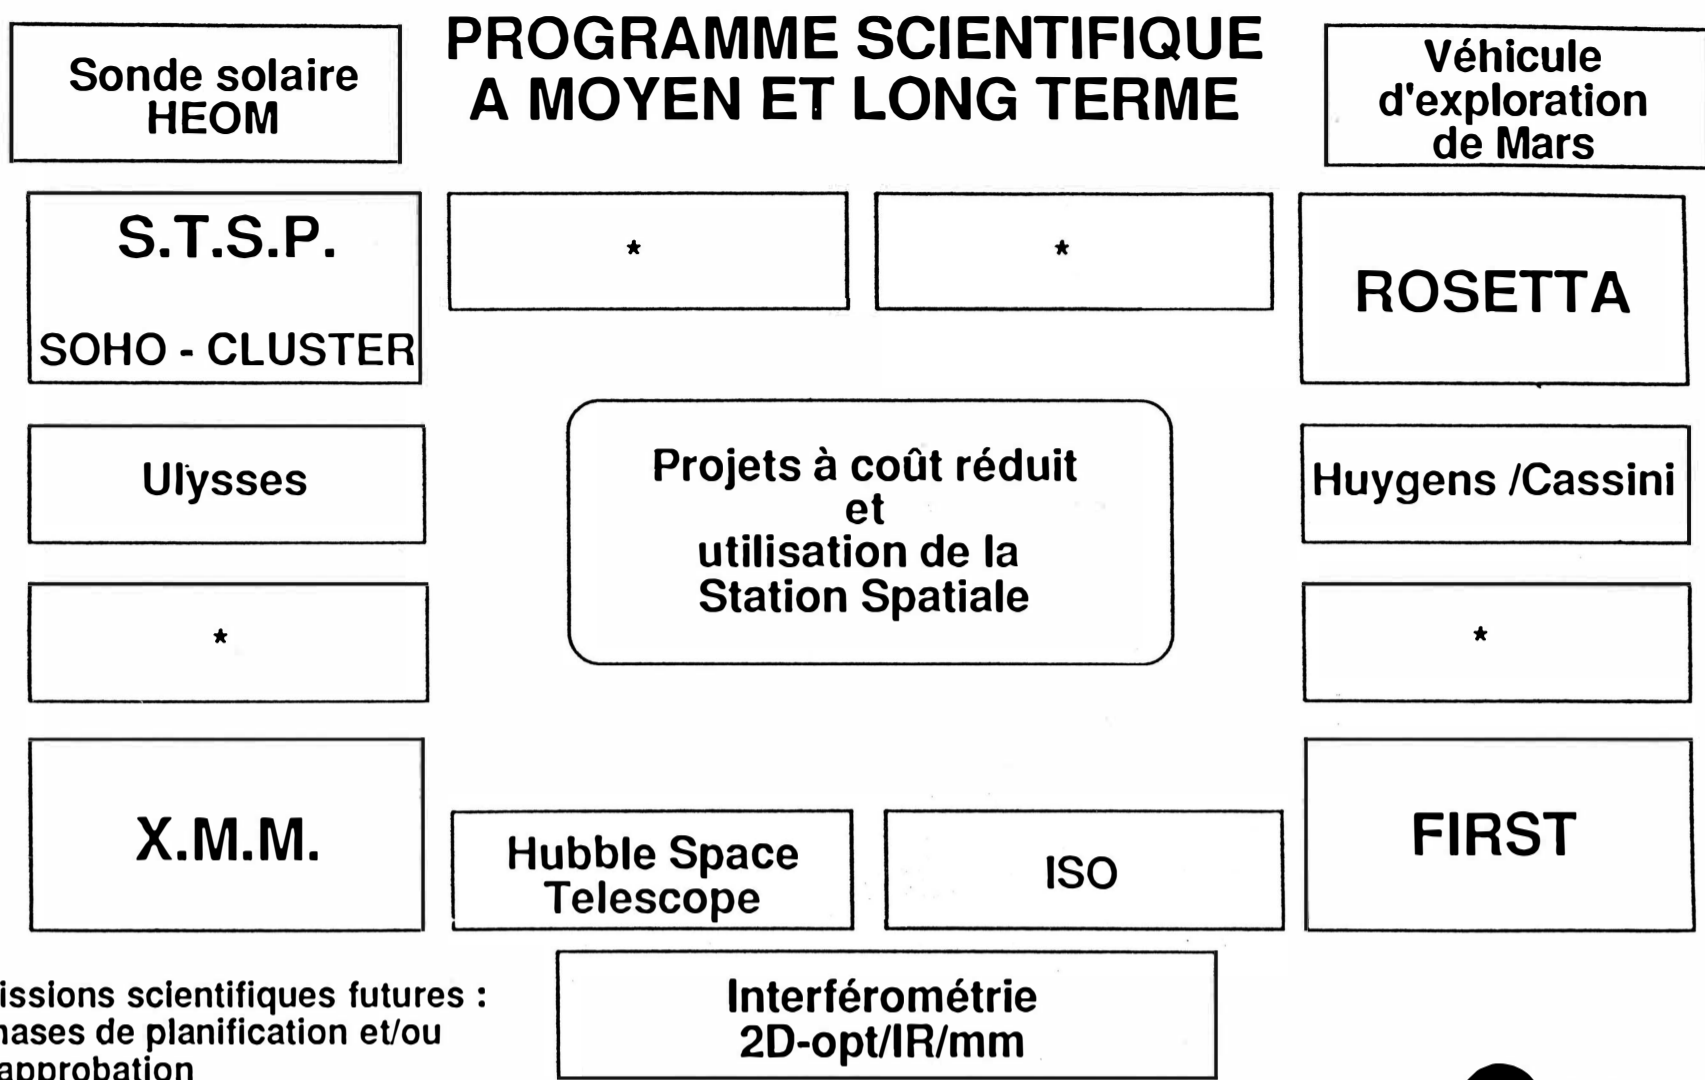 PROGRAMME SCIENTIFIQUE
A MOYEN ET LONG TERME
Sonde solaire
HEOM
Véhicule
d'exploration
de Mars
S.T.S.P.
SOHO - CLUSTER
*
*
ROSETTA
Ulysses
Projets à coût réduit
et
utilisation de la
Station Spatiale
Huygens /Cassini
*
*
X.M.M.
Hubble Space
Telescope
ISO
FIRST
Interférométrie
2D-opt/IR/mm
issions scientifiques futures :
hases de planification et/ou
approbation